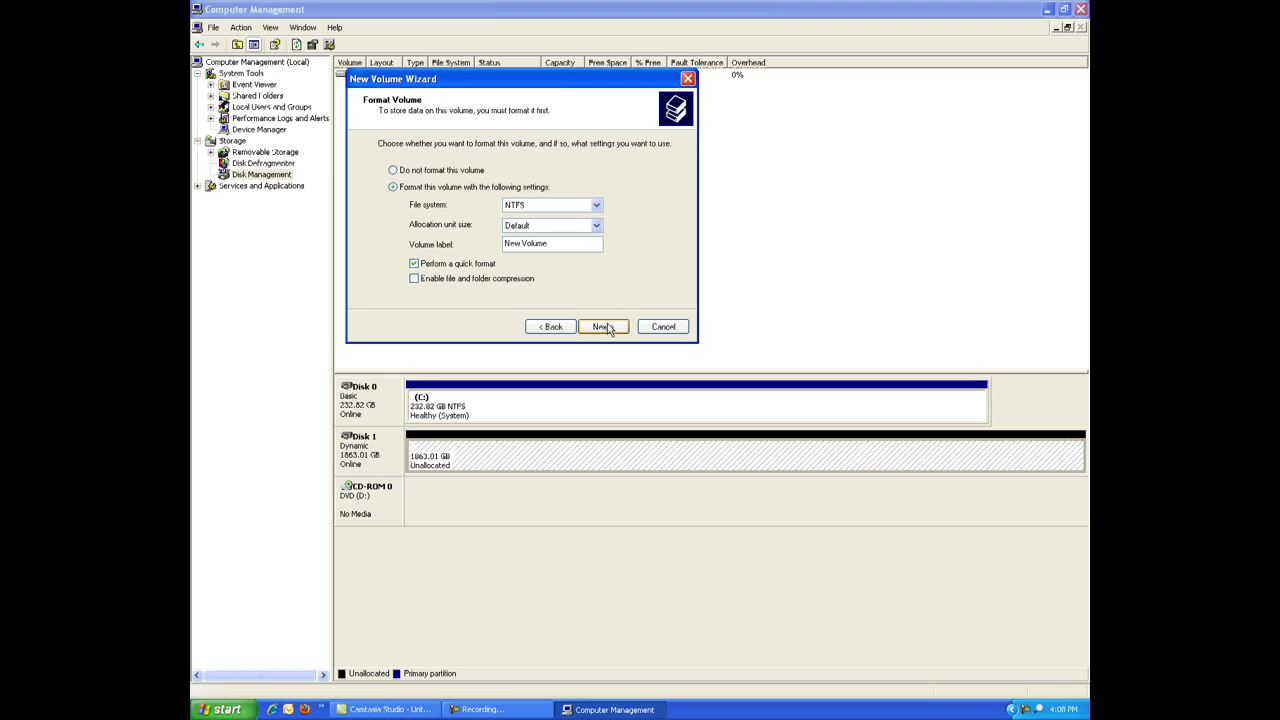 Computer Management
File Action View Window Help
Computer Management (Local)
System Tools
Event Viewer
Shared Folders
Local Users and Groups
Performance Logs and Alerts
Device Manager
Storage
Removable Storage
Disk Defragmenter
Disk Management
Services and Applications
Volume Layout Type File System Status Capacity Free Space % Free Fault Tolerance Overhead
0%
New Volume Wizard
Format Volume
To store data on this volume, you must format it first.
Choose whether you want to format this volume, and if so, what settings you want to use.
Do not format this volume
Format this volume with the following settings:
File system: NTFS
Allocation unit size: Default
Volume label: New Volume
Perform a quick format
Enable file and folder compression
< Back Next Cancel
Disk 0
Basic
232.82 GB
Online
(C:)
232.82 GB NTFS
Healthy (System)
Disk 1
Dynamic
1863.01 GB
Online
1863.01 GB
Unallocated
CD-ROM 0
DVD (D:)
No Media
Unallocated Primary partition
start Camtasia Studio - Unt... Recording... Computer Management 4:08 PM